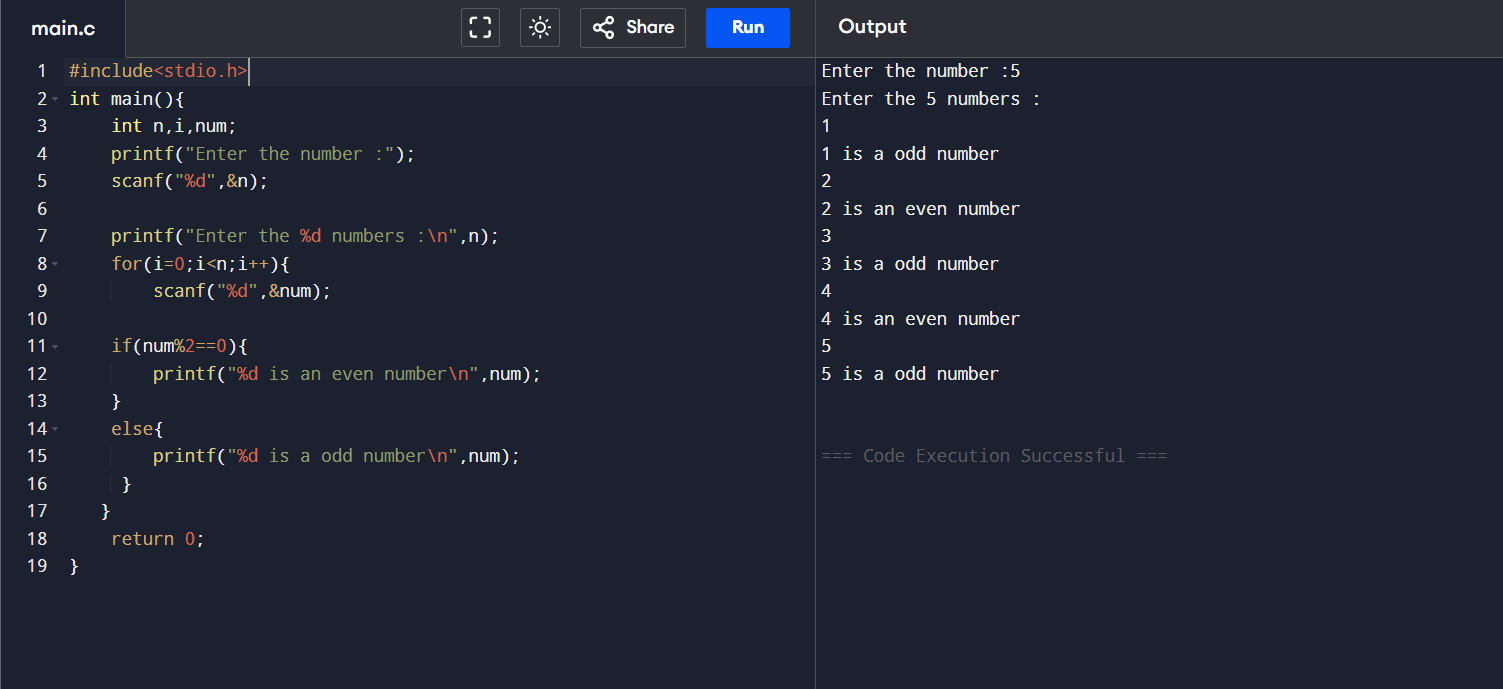 main.c
Share
Run
Output
1 #include<stdio.h>
2 int main(){
3     int n,i,num;
4     printf("Enter the number :");
5     scanf("%d",&n);
6
7     printf("Enter the %d numbers :\n",n);
8     for(i=0;i<n;i++){
9         scanf("%d",&num);
10
11     if(num%2==0){
12         printf("%d is an even number\n",num);
13     }
14     else{
15         printf("%d is a odd number\n",num);
16      }
17    }
18     return 0;
19 }
Enter the number :5
Enter the 5 numbers :
1
1 is a odd number
2
2 is an even number
3
3 is a odd number
4
4 is an even number
5
5 is a odd number
=== Code Execution Successful ===